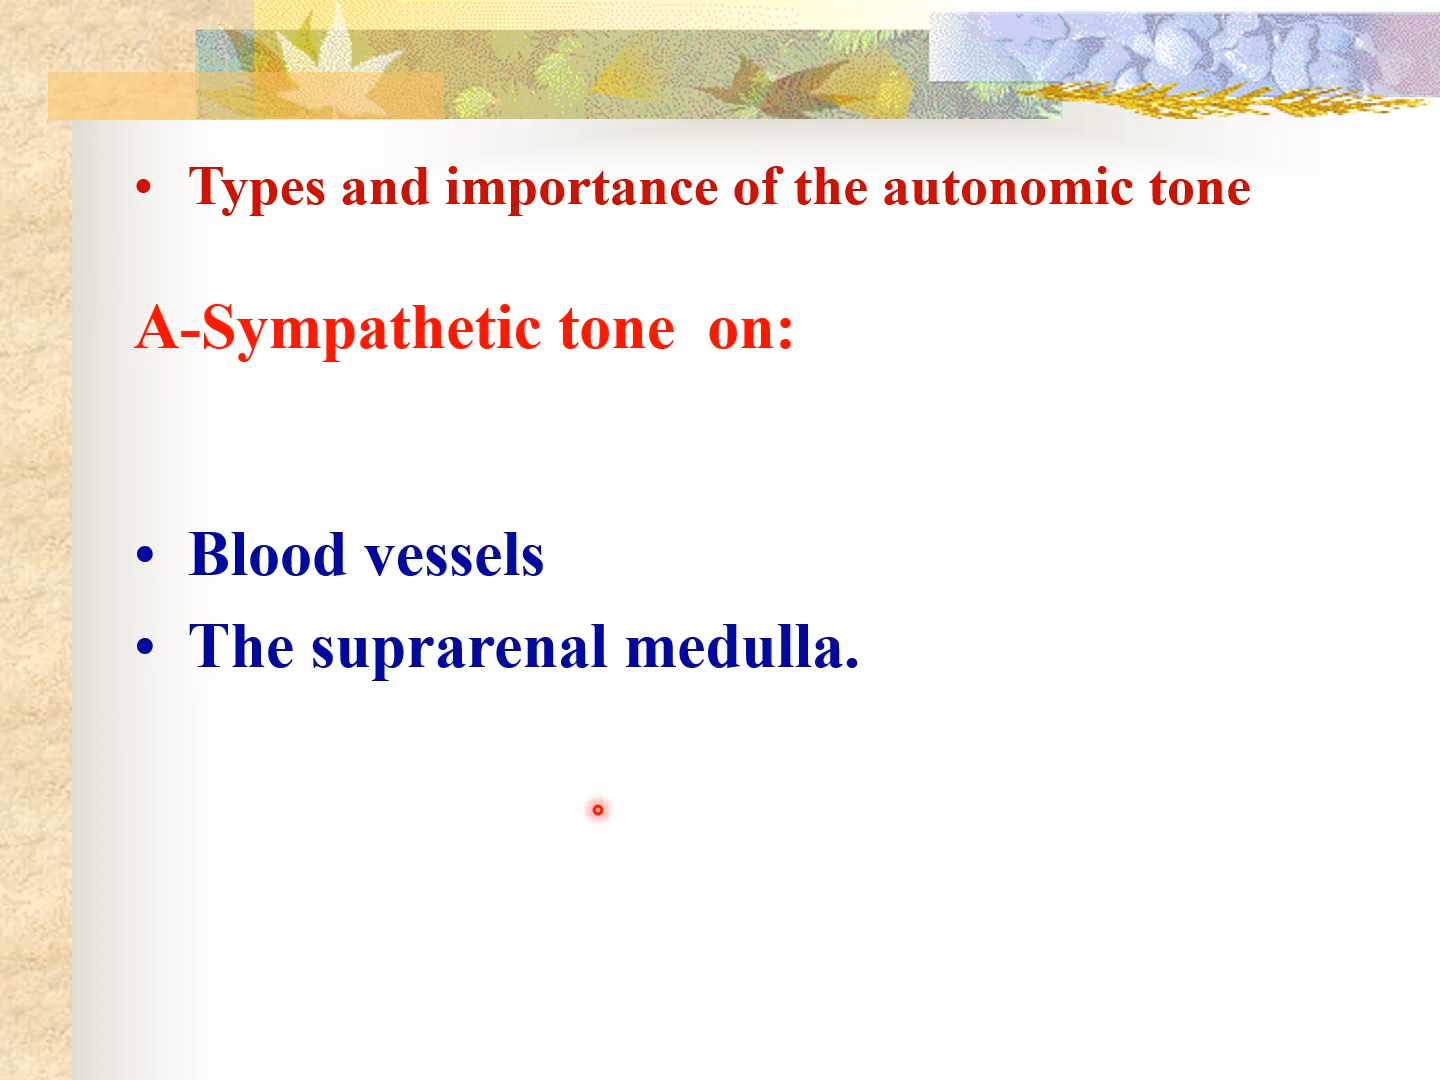 • Types and importance of the autonomic tone
A-Sympathetic tone on:
• Blood vessels
• The suprarenal medulla.